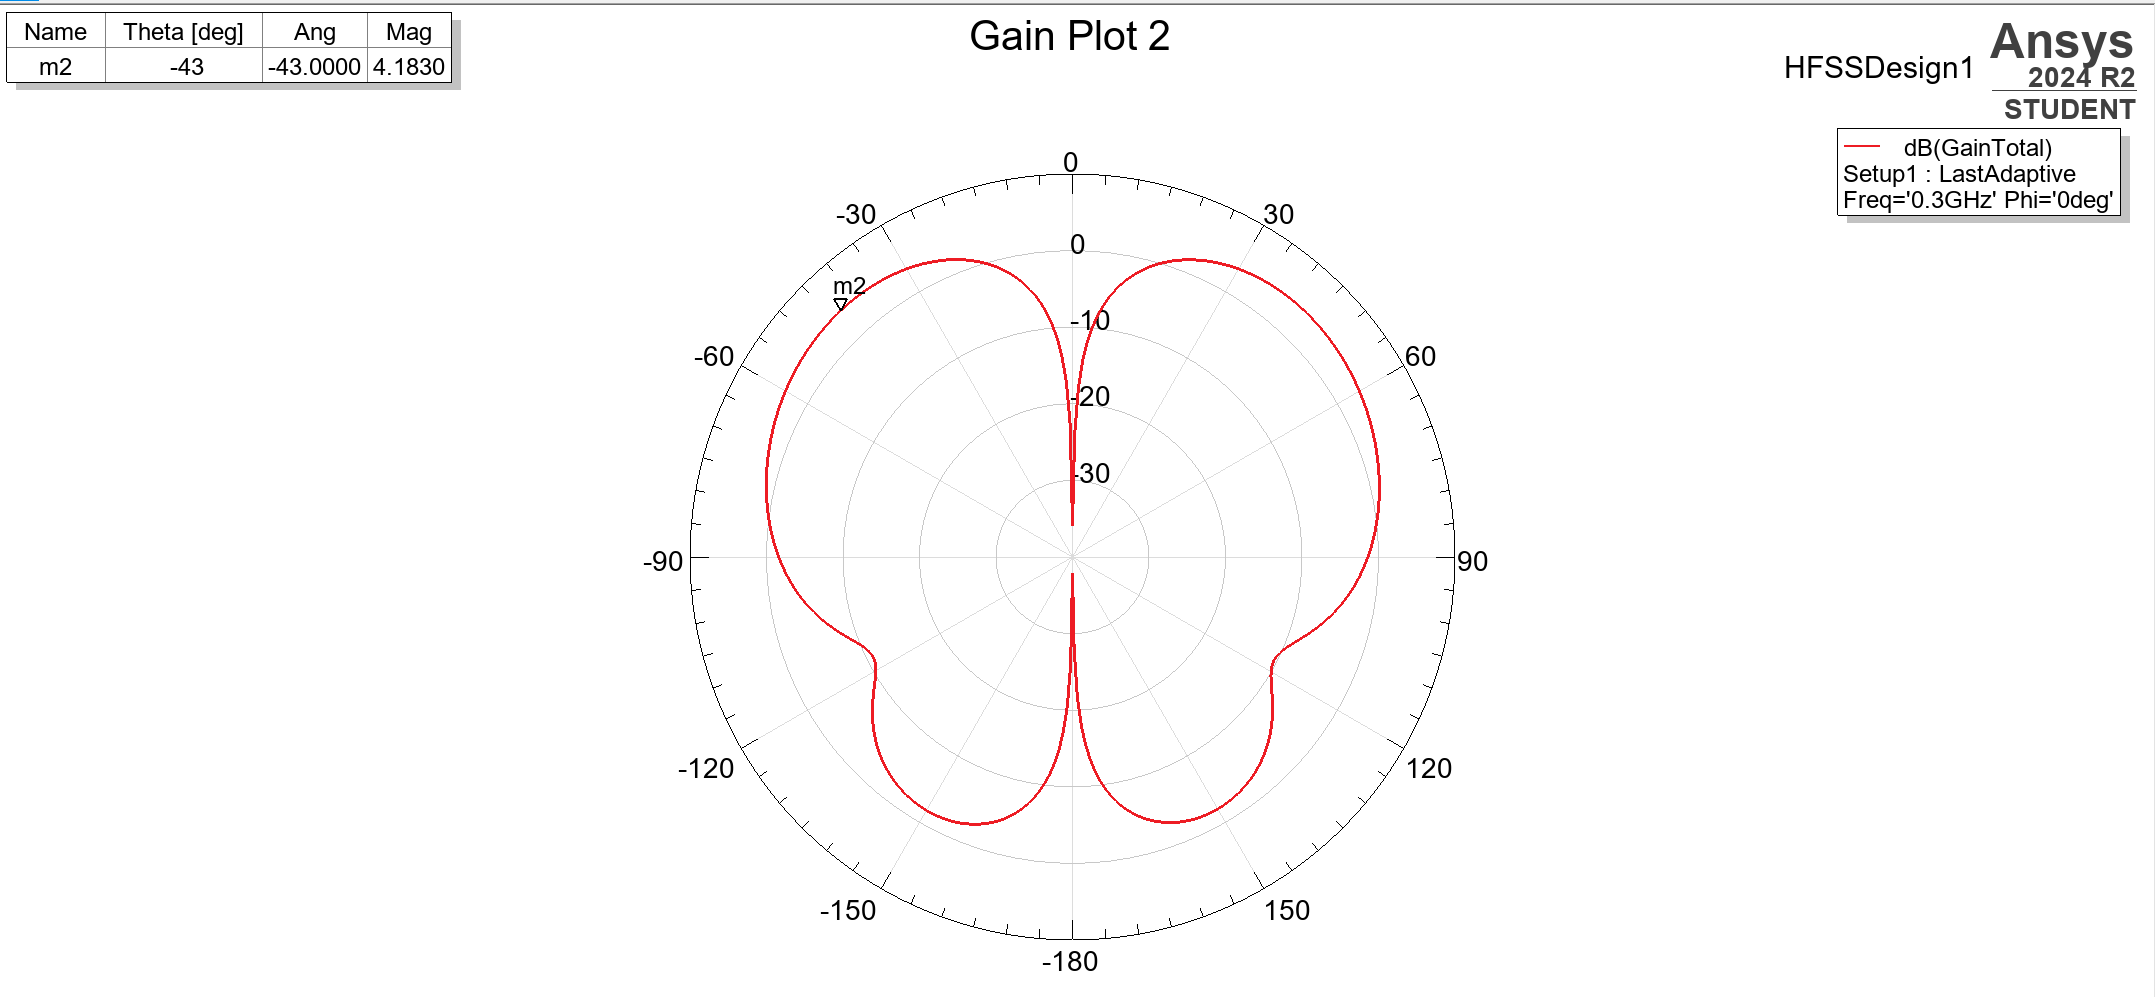 Name Theta [deg] Ang Mag
m2 -43 -43.0000 4.1830
Gain Plot 2
HFSSDesign1
Ansys
2024 R2
STUDENT
dB(GainTotal)
Setup1 : LastAdaptive
Freq='0.3GHz' Phi='0deg'
0
-30 30
0
m2
-10
-60 60
-20
-30
-90 90
-120 120
-150 150
-180